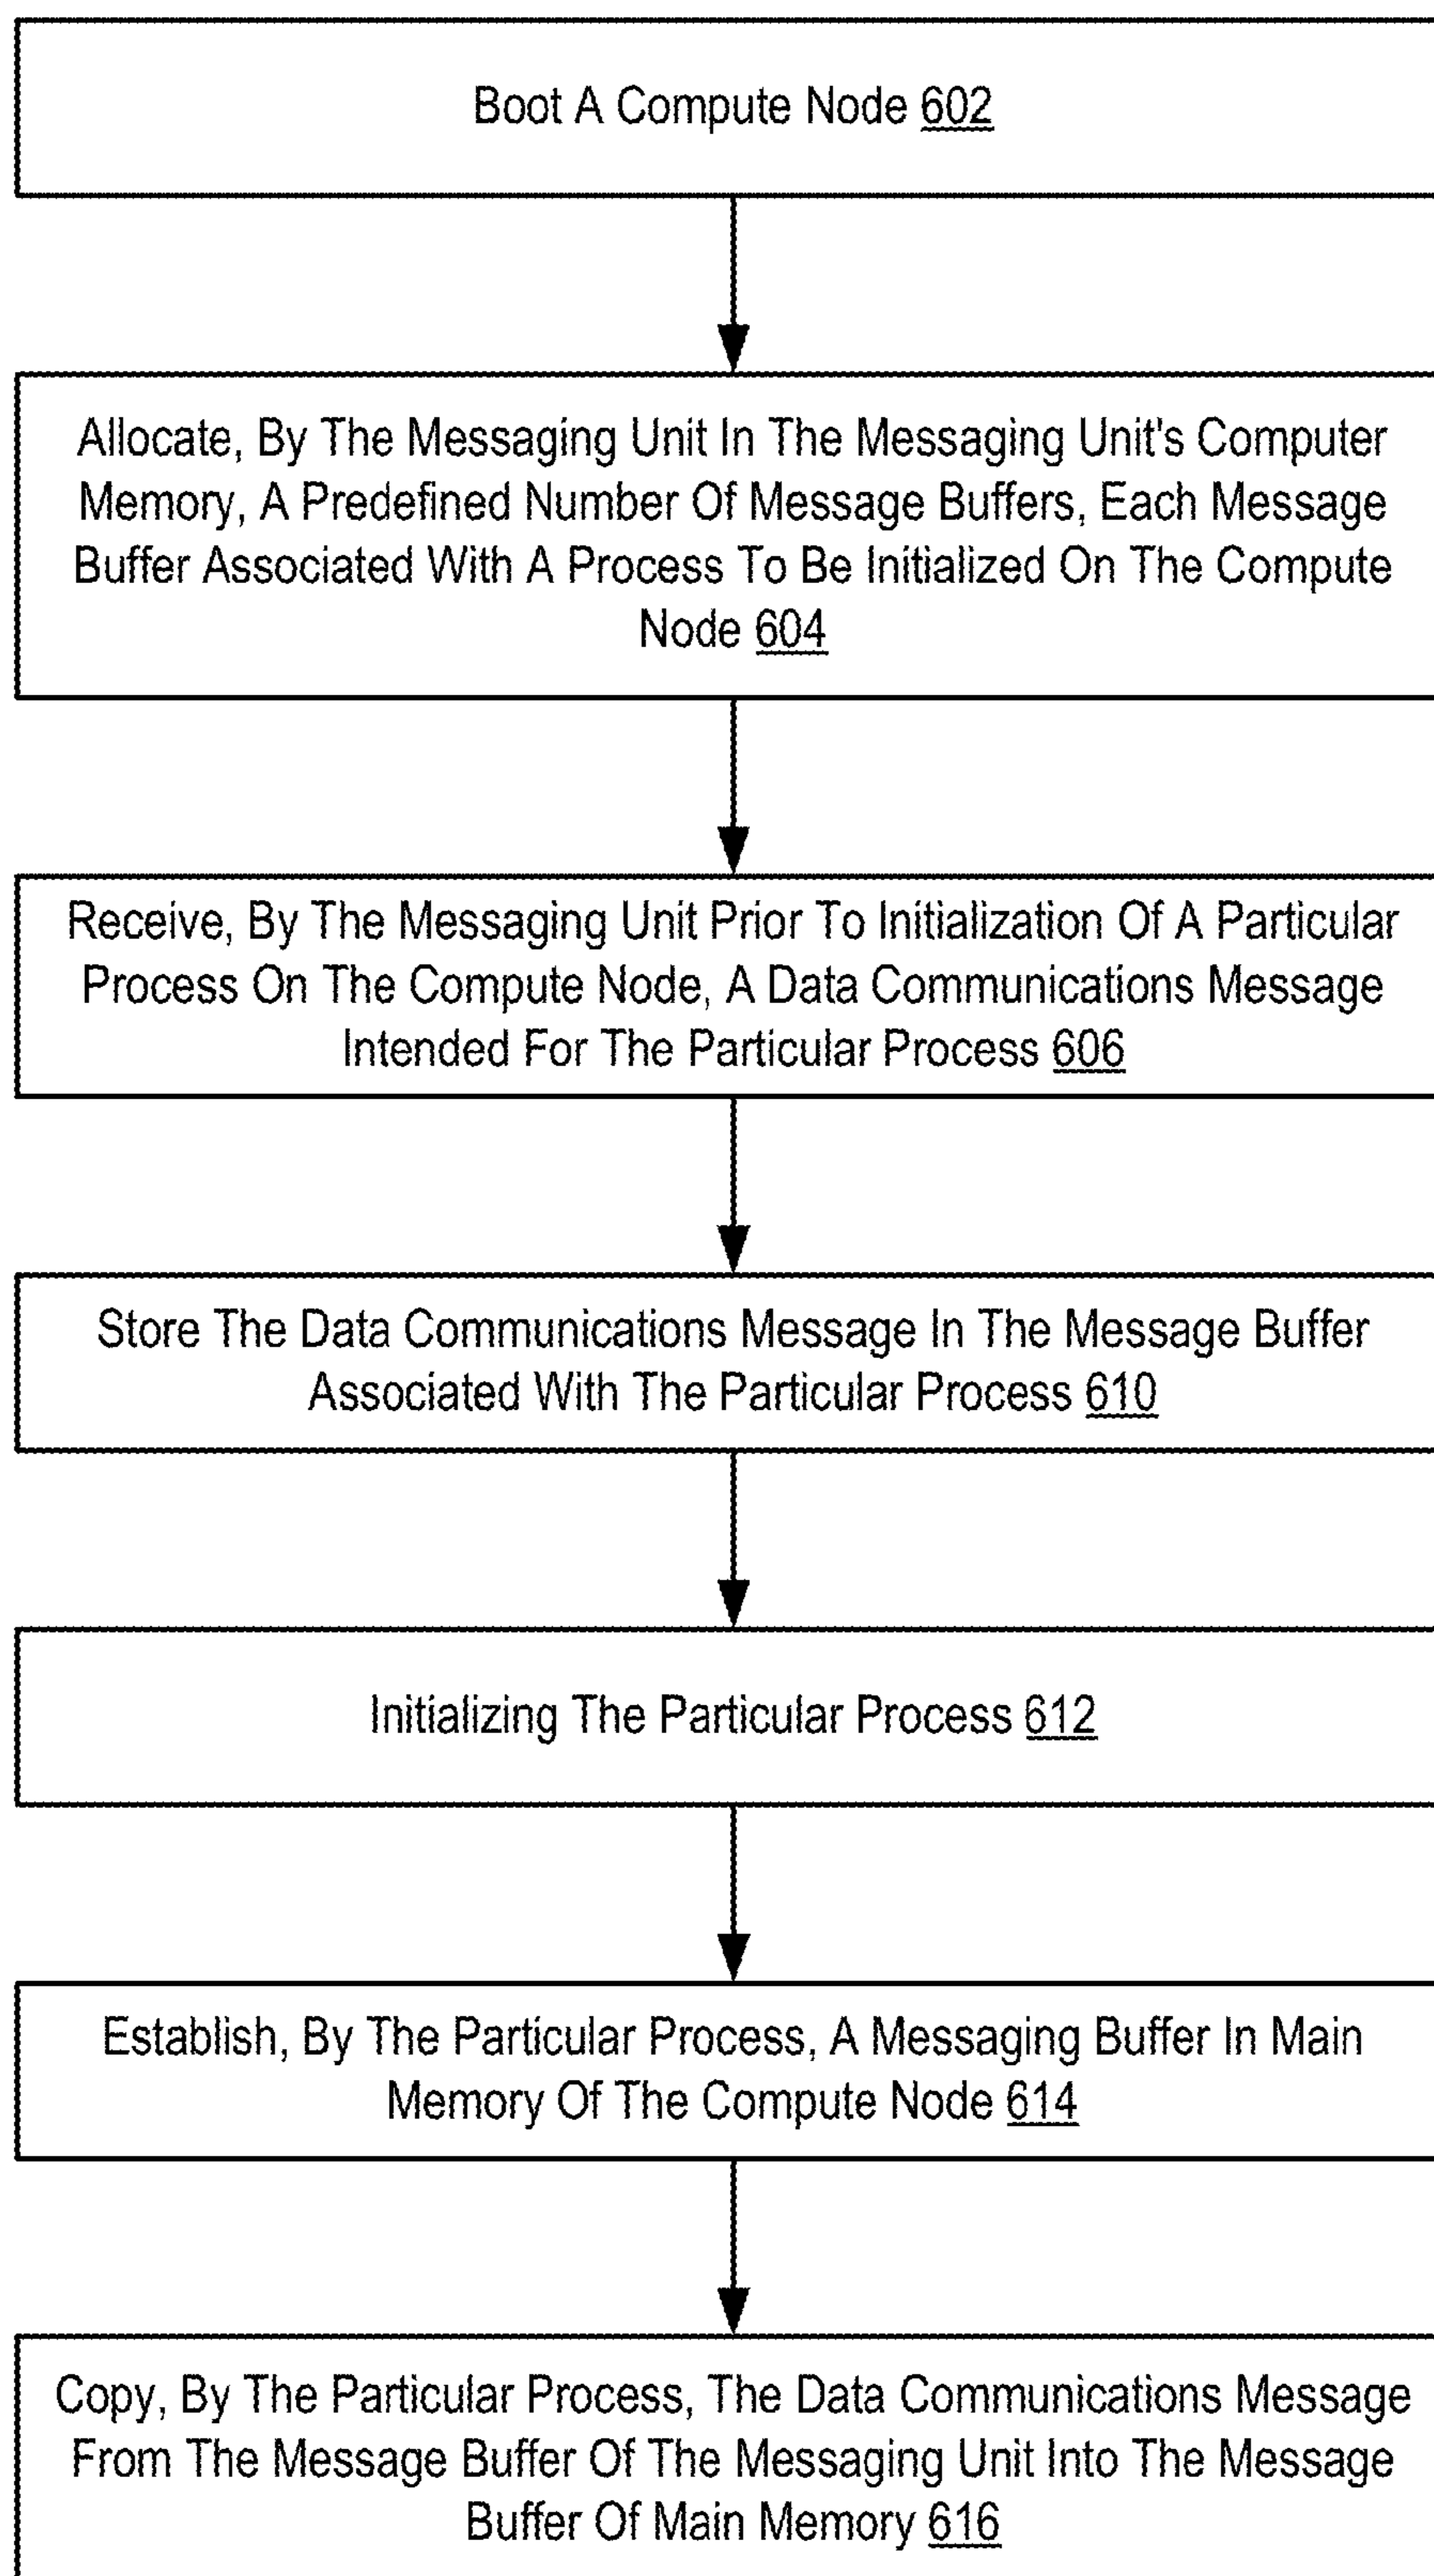 Boot A Compute Node 602
Allocate, By The Messaging Unit In The Messaging Unit's Computer
Memory, A Predefined Number Of Message Buffers, Each Message
Buffer Associated With A Process To Be Initialized On The Compute
Node 604
Receive, By The Messaging Unit Prior To Initialization Of A Particular
Process On The Compute Node, A Data Communications Message
Intended For The Particular Process 606
Store The Data Communications Message In The Message Buffer
Associated With The Particular Process 610
Initializing The Particular Process 612
Establish, By The Particular Process, A Messaging Buffer In Main
Memory Of The Compute Node 614
Copy, By The Particular Process, The Data Communications Message
From The Message Buffer Of The Messaging Unit Into The Message
Buffer Of Main Memory 616